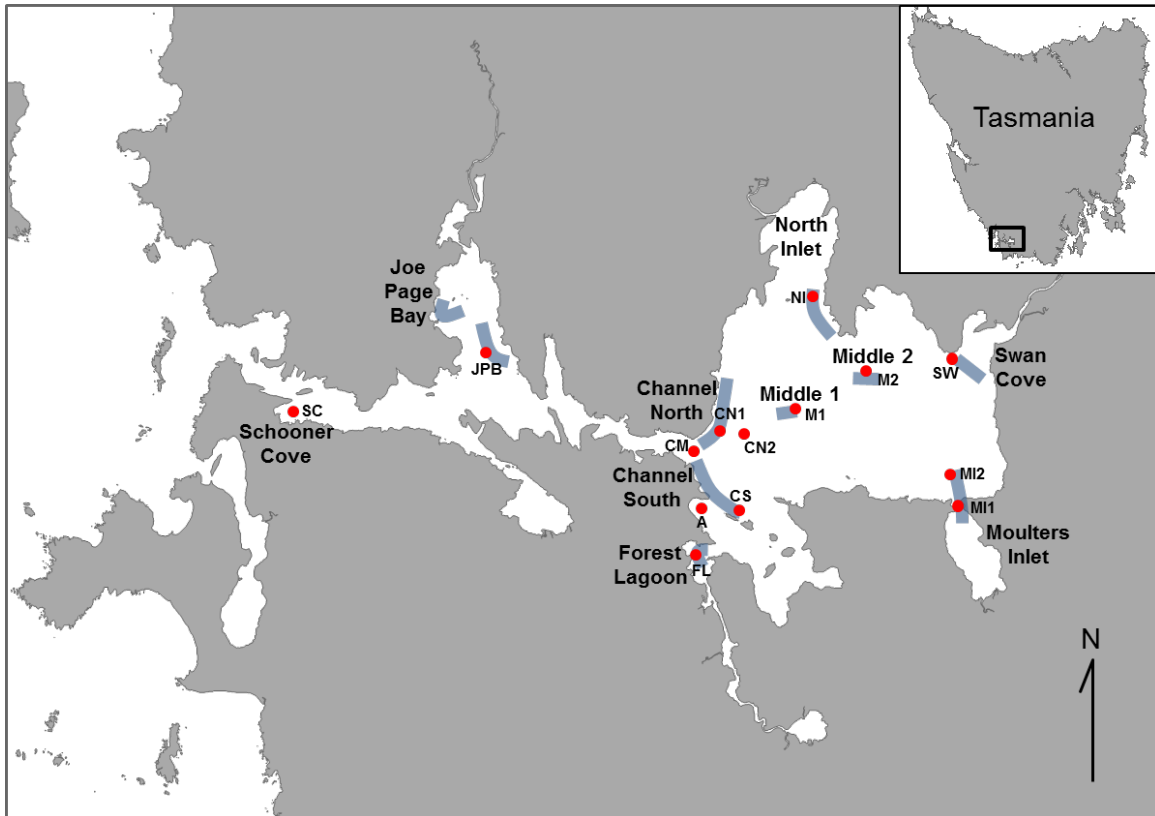 Tasmania
North
Inlet
NI
Joe
Page
Bay
JPB
Middle 2
M2
SW
Swan
Cove
Channel
North
Middle 1
M1
CN1
CN2
SC
Schooner
Cove
CM
Channel
South
CS
A
MI2
MI1
Moulters
Inlet
Forest
Lagoon
FL
N